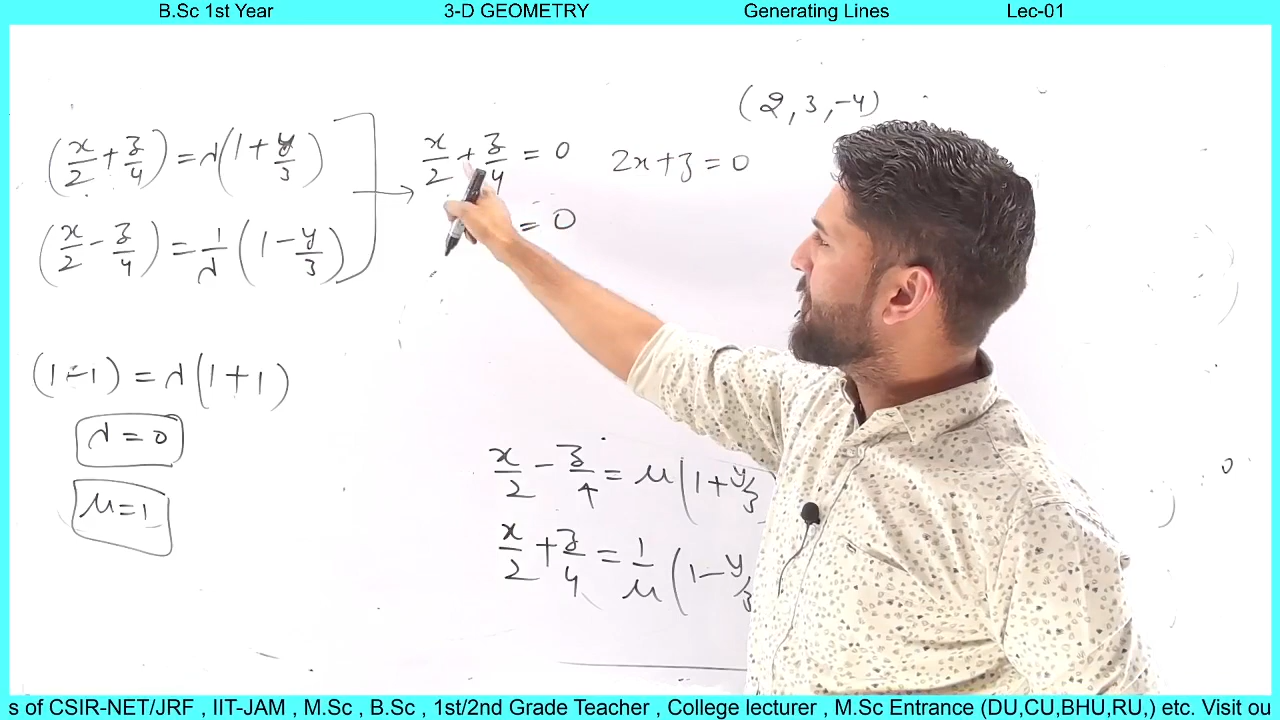 B.Sc 1st Year 3-D GEOMETRY Generating Lines Lec-01
(2, 3, -4)
(x/2 + z/4) = λ(1 + y/3)
(x/2 - z/4) = 1/λ (1 - y/3)
x/2 + z/4 = 0 2x + z = 0
= 0
(1 - 1) = λ(1 + 1)
λ = 0
μ = 1
x/2 - z/4 = μ(1 + y/3
x/2 + z/4 = 1/μ (1 - y/3
s of CSIR-NET/JRF , IIT-JAM , M.Sc , B.Sc , 1st/2nd Grade Teacher , College lecturer , M.Sc Entrance (DU,CU,BHU,RU,) etc. Visit ou